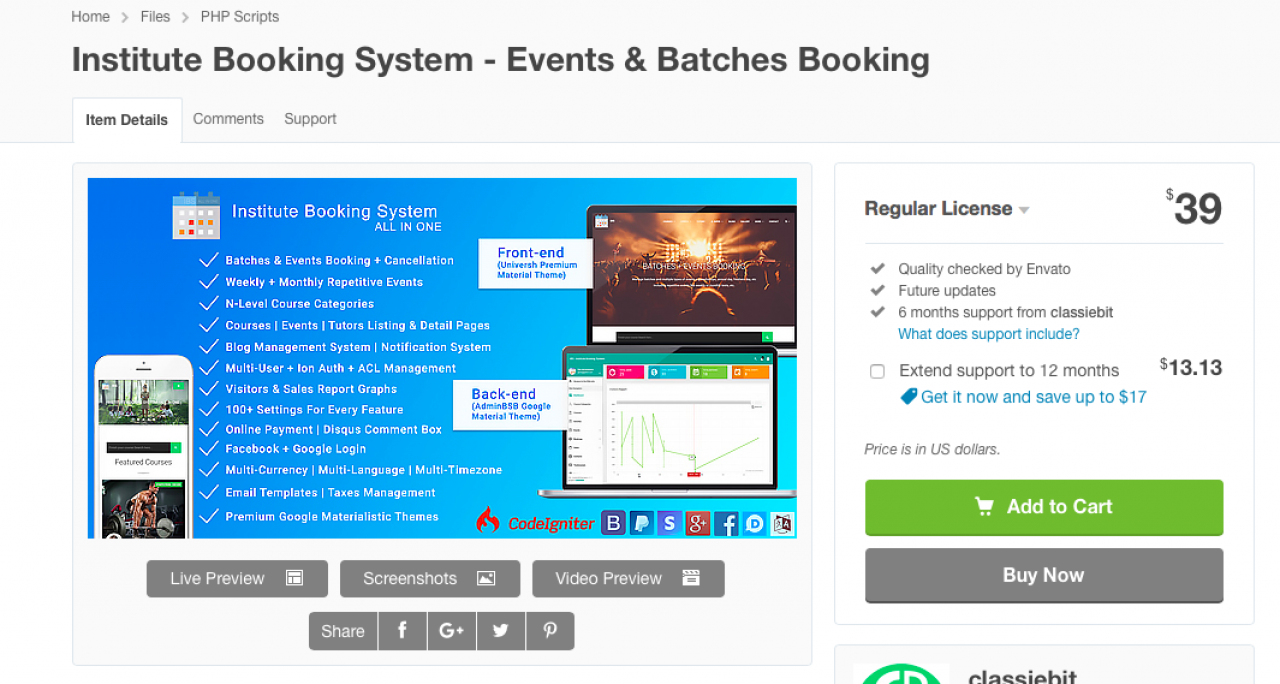 Home > Files > PHP Scripts
Institute Booking System - Events & Batches Booking
Item Details Comments Support
Institute Booking System
ALL IN ONE
Batches & Events Booking + Cancellation
Weekly + Monthly Repetitive Events
N-Level Course Categories
Courses | Events | Tutors Listing & Detail Pages
Blog Management System | Notification System
Multi-User + Ion Auth + ACL Management
Visitors & Sales Report Graphs
100+ Settings For Every Feature
Online Payment | Disqus Comment Box
Facebook + Google Login
Multi-Currency | Multi-Language | Multi-Timezone
Email Templates | Taxes Management
Premium Google Materialistic Themes
Front-end
(Universh Premium
Material Theme)
BATCHES & EVENTS BOOKING
Back-end
(AdminBSB Google
Material Theme)
Featured Courses
CodeIgniter
Live Preview
Screenshots
Video Preview
Share
Regular License
$39
Quality checked by Envato
Future updates
6 months support from classiebit
What does support include?
Extend support to 12 months
$13.13
Get it now and save up to $17
Price is in US dollars.
Add to Cart
Buy Now
classiebit